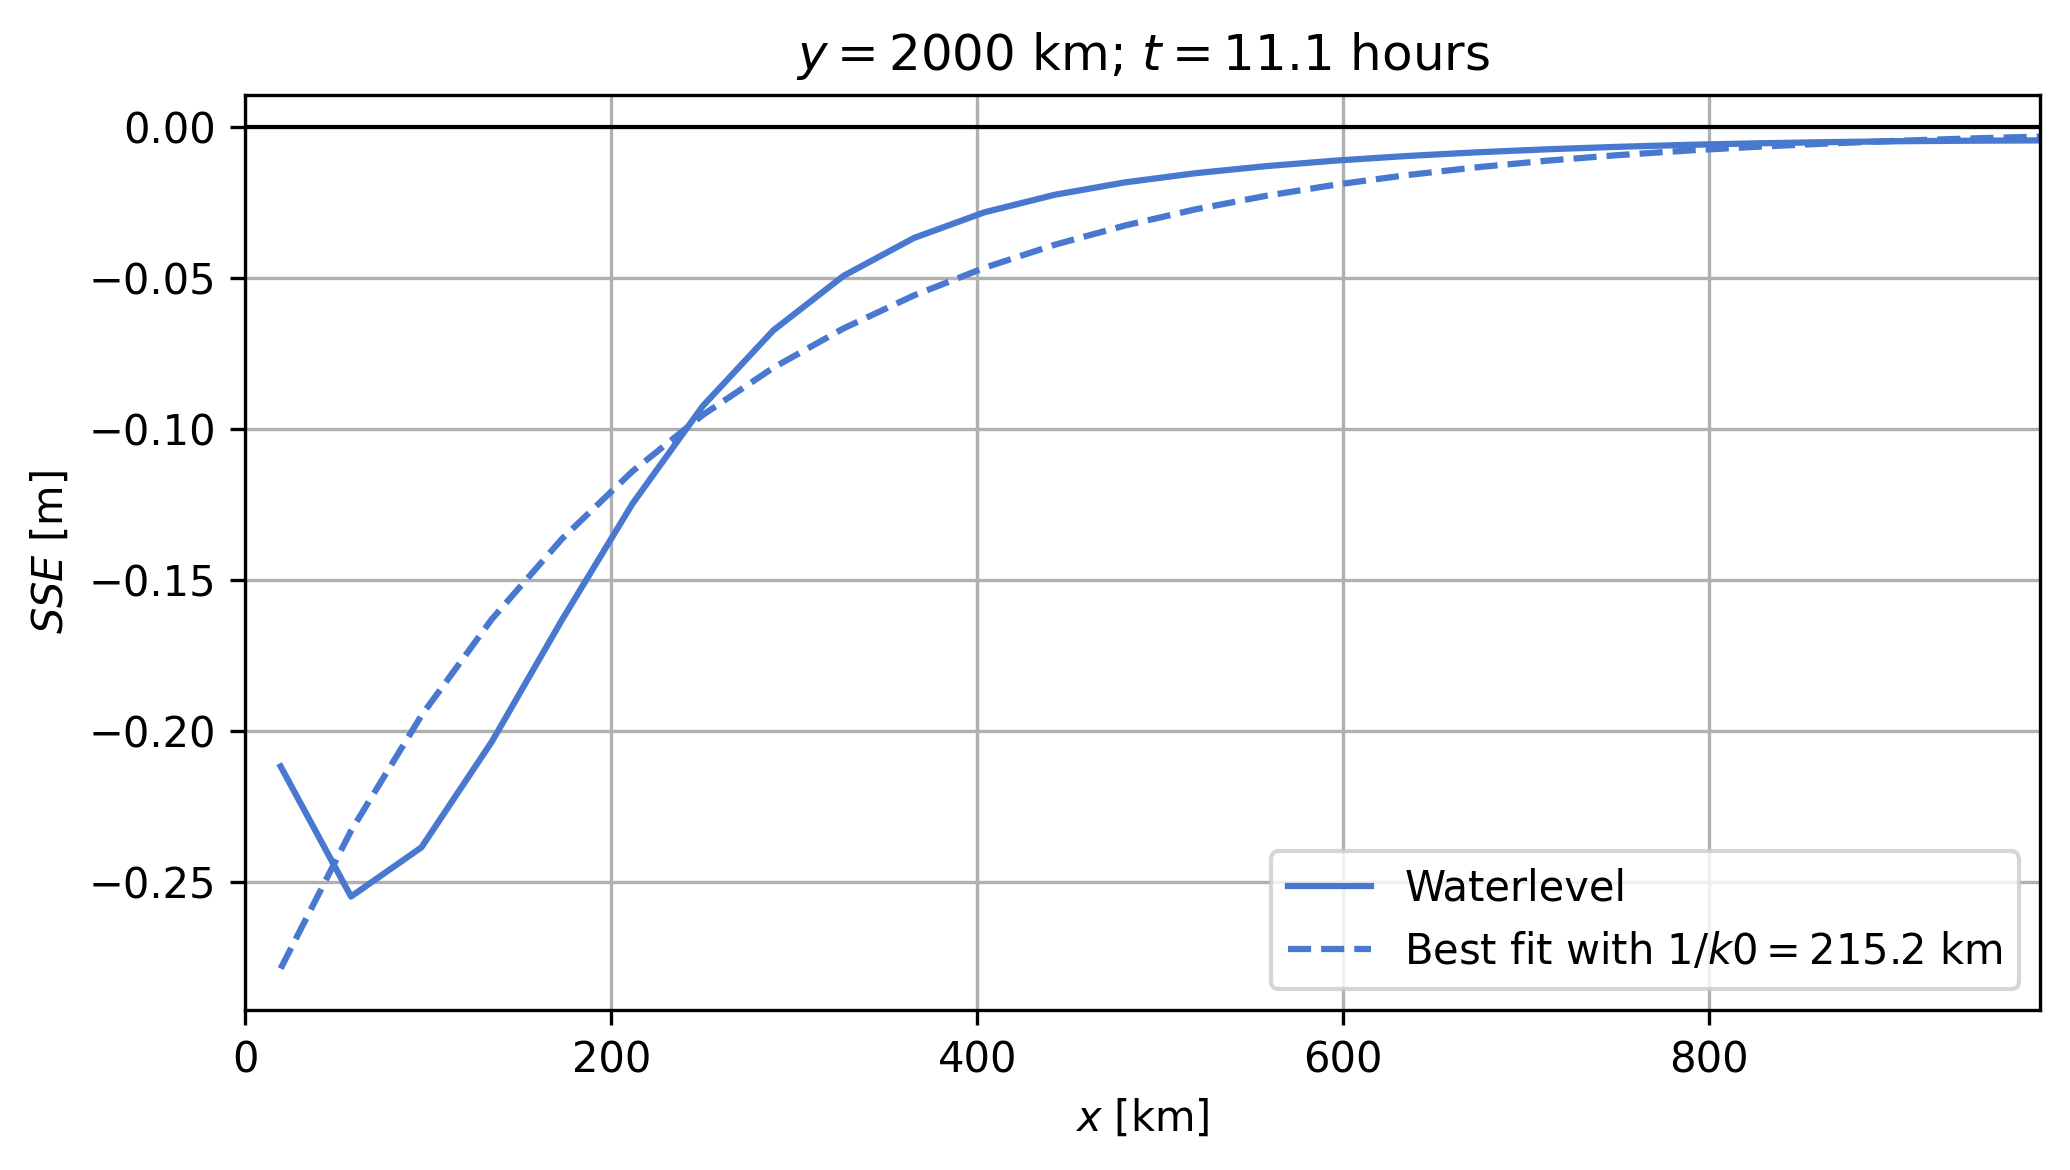 y = 2000 km; t = 11.1 hours
0.00
−0.05
−0.10
−0.15
−0.20
−0.25
SSE [m]
Waterlevel
Best fit with 1/k0 = 215.2 km
0 200 400 600 800
x [km]